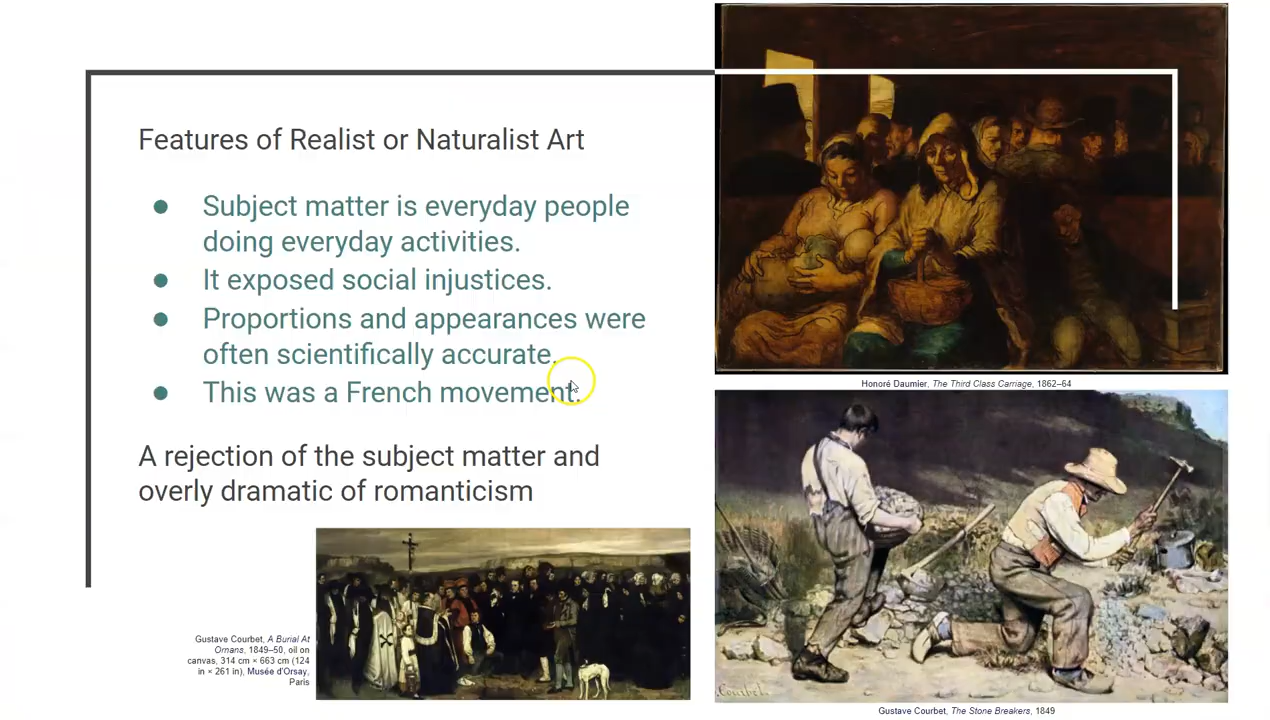 Features of Realist or Naturalist Art
● Subject matter is everyday people
doing everyday activities.
● It exposed social injustices.
● Proportions and appearances were
often scientifically accurate.
● This was a French movement.
A rejection of the subject matter and
overly dramatic of romanticism
Gustave Courbet, A Burial At
Ornans, 1849–50, oil on
canvas, 314 cm × 663 cm (124
in × 261 in), Musée d'Orsay,
Paris
Honoré Daumier, The Third Class Carriage, 1862–64
G. Courbet.
Gustave Courbet, The Stone Breakers, 1849